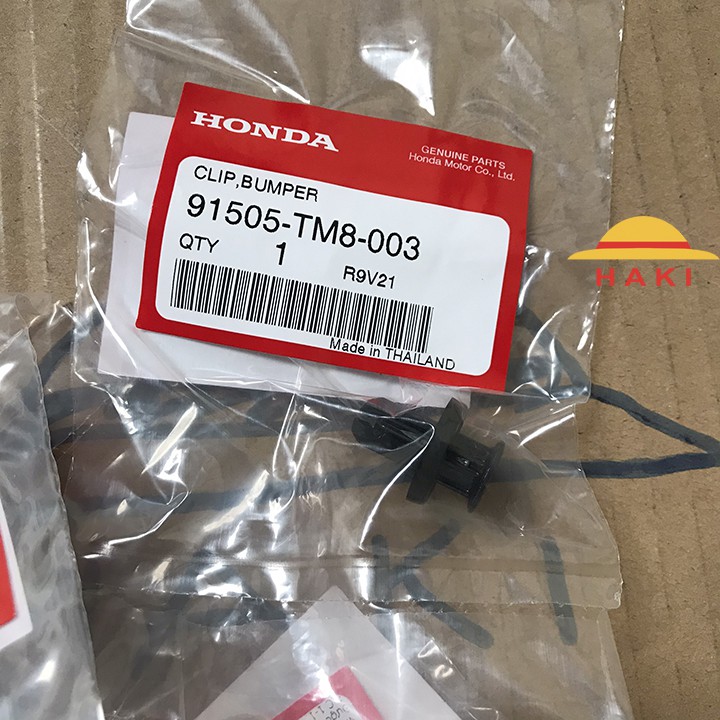 HONDA
GENUINE PARTS
Honda Motor Co., Ltd.
CLIP,BUMPER
91505-TM8-003
QTY 1
R9V21
Made in THAILAND
HAKI